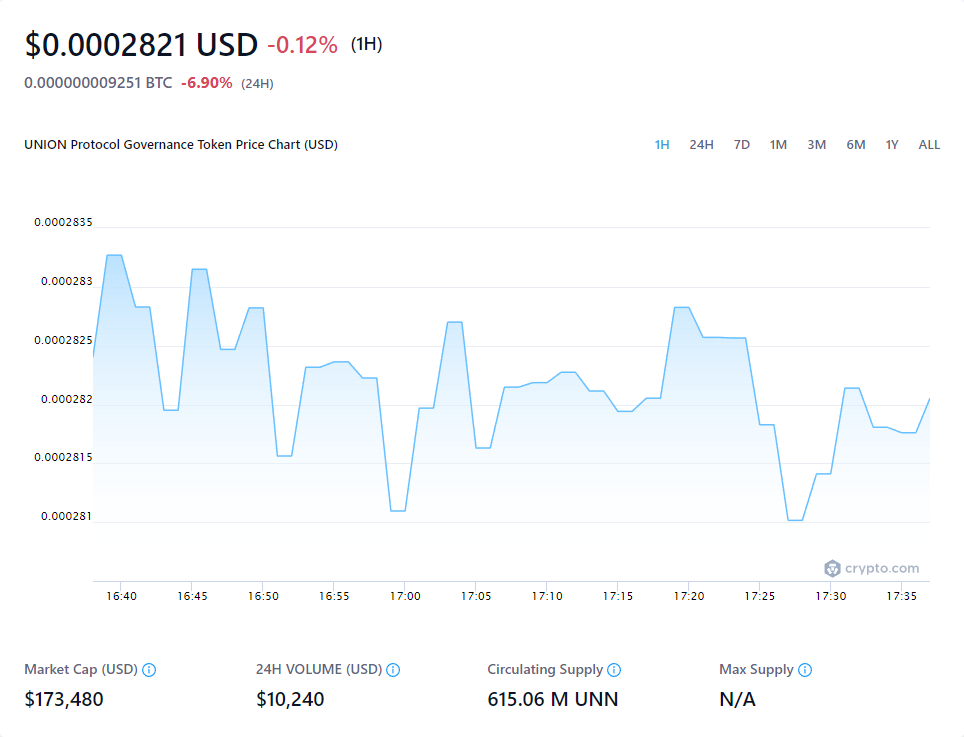 $0.0002821 USD -0.12% (1H)
0.000000009251 BTC -6.90% (24H)
UNION Protocol Governance Token Price Chart (USD) 1H 24H 7D 1M 3M 6M 1Y ALL
0.0002835
0.000283
0.0002825
0.000282
0.0002815
0.000281
crypto.com
16:40 16:45 16:50 16:55 17:00 17:05 17:10 17:15 17:20 17:25 17:30 17:35
Market Cap (USD) 24H VOLUME (USD) Circulating Supply Max Supply
$173,480 $10,240 615.06 M UNN N/A